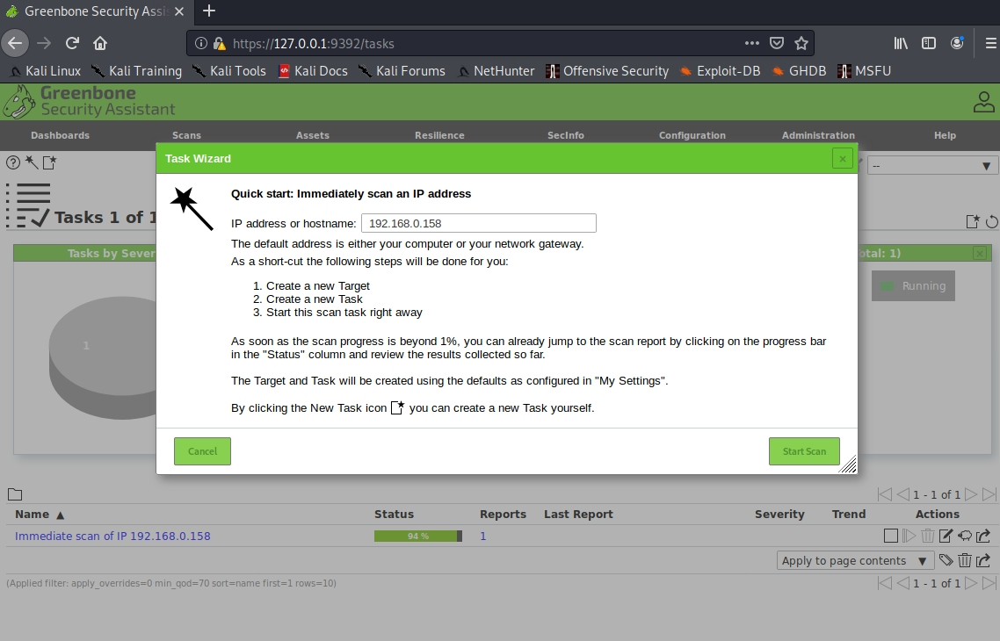 Greenbone Security Assis
https://127.0.0.1:9392/tasks
Kali Linux Kali Training Kali Tools Kali Docs Kali Forums NetHunter Offensive Security Exploit-DB GHDB MSFU
Greenbone
Security Assistant
Dashboards Scans Assets Resilience SecInfo Configuration Administration Help
Task Wizard
--
Quick start: Immediately scan an IP address
Tasks 1 of 1
IP address or hostname: 192.168.0.158
The default address is either your computer or your network gateway.
Tasks by Sever
otal: 1)
As a short-cut the following steps will be done for you:
1. Create a new Target
2. Create a new Task
3. Start this scan task right away
Running
1
As soon as the scan progress is beyond 1%, you can already jump to the scan report by clicking on the progress bar
in the "Status" column and review the results collected so far.
The Target and Task will be created using the defaults as configured in "My Settings".
By clicking the New Task icon you can create a new Task yourself.
Cancel Start Scan
1 - 1 of 1
Name ▲ Status Reports Last Report Severity Trend Actions
Immediate scan of IP 192.168.0.158 94 % 1
Apply to page contents ▼
(Applied filter: apply_overrides=0 min_qod=70 sort=name first=1 rows=10) 1 - 1 of 1